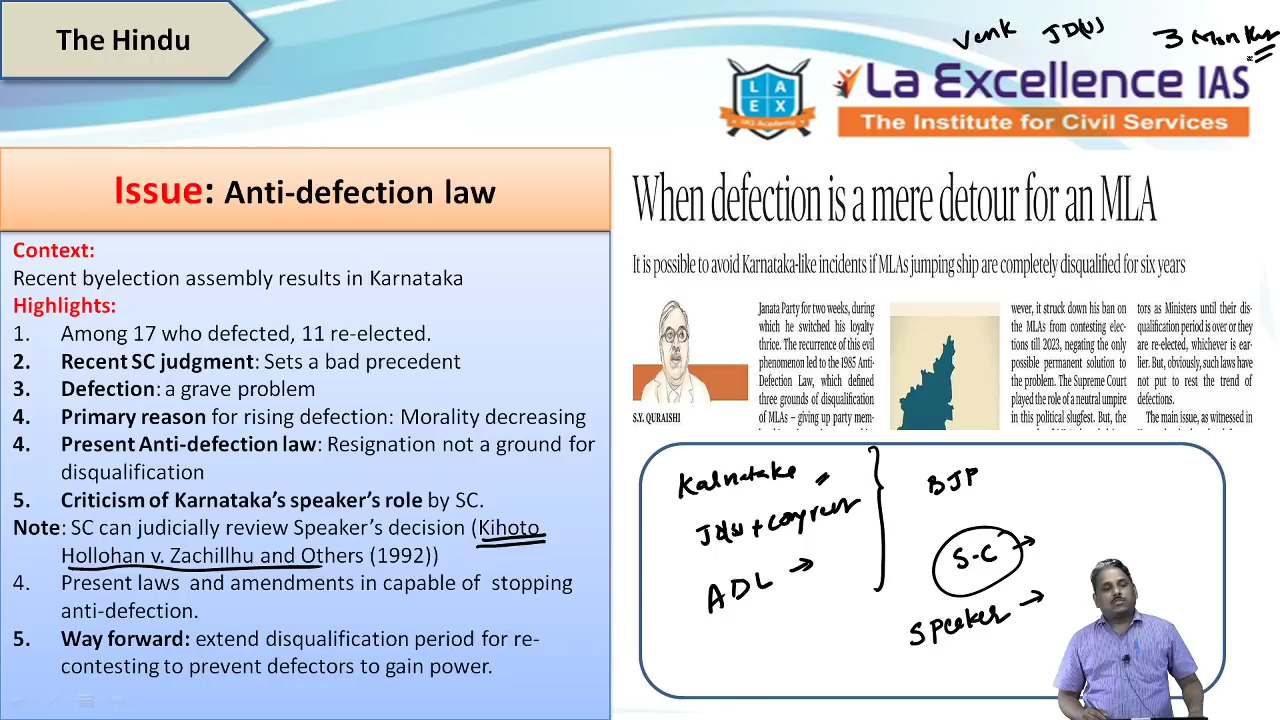 The Hindu
Venk JD(U) 3 Monkey
L A
E X
IAS Academy
La Excellence IAS
The Institute for Civil Services
Issue: Anti-defection law
Context:
Recent byelection assembly results in Karnataka
Highlights:
1. Among 17 who defected, 11 re-elected.
2. Recent SC judgment: Sets a bad precedent
3. Defection: a grave problem
4. Primary reason for rising defection: Morality decreasing
4. Present Anti-defection law: Resignation not a ground for
disqualification
5. Criticism of Karnataka's speaker's role by SC.
Note: SC can judicially review Speaker's decision (Kihoto
Hollohan v. Zachillhu and Others (1992))
4. Present laws and amendments in capable of stopping
anti-defection.
5. Way forward: extend disqualification period for re-
contesting to prevent defectors to gain power.
When defection is a mere detour for an MLA
It is possible to avoid Karnataka-like incidents if MLAs jumping ship are completely disqualified for six years
S.Y. QURAISHI
Janata Party for two weeks, during
which he switched his loyalty
thrice. The recurrence of this evil
phenomenon led to the 1985 Anti-
Defection Law, which defined
three grounds of disqualification
of MLAs – giving up party mem-
wever, it struck down his ban on
the MLAs from contesting elec-
tions till 2023, negating the only
possible permanent solution to
the problem. The Supreme Court
played the role of a neutral umpire
in this political slugfest. But, the
tors as Ministers until their dis-
qualification period is over or they
are re-elected, whichever is ear-
lier. But, obviously, such laws have
not put to rest the trend of
defections.
The main issue, as witnessed in
Karnataka
JD(U) + Congress
ADL
BJP
S.C
Speaker